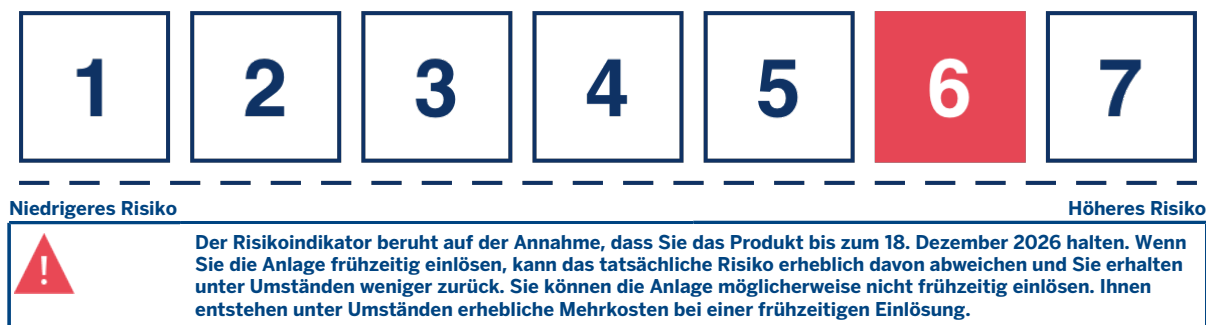 1 2 3 4 5 6 7
Niedrigeres Risiko Höheres Risiko
!
Der Risikoindikator beruht auf der Annahme, dass Sie das Produkt bis zum 18. Dezember 2026 halten. Wenn
Sie die Anlage frühzeitig einlösen, kann das tatsächliche Risiko erheblich davon abweichen und Sie erhalten
unter Umständen weniger zurück. Sie können die Anlage möglicherweise nicht frühzeitig einlösen. Ihnen
entstehen unter Umständen erhebliche Mehrkosten bei einer frühzeitigen Einlösung.